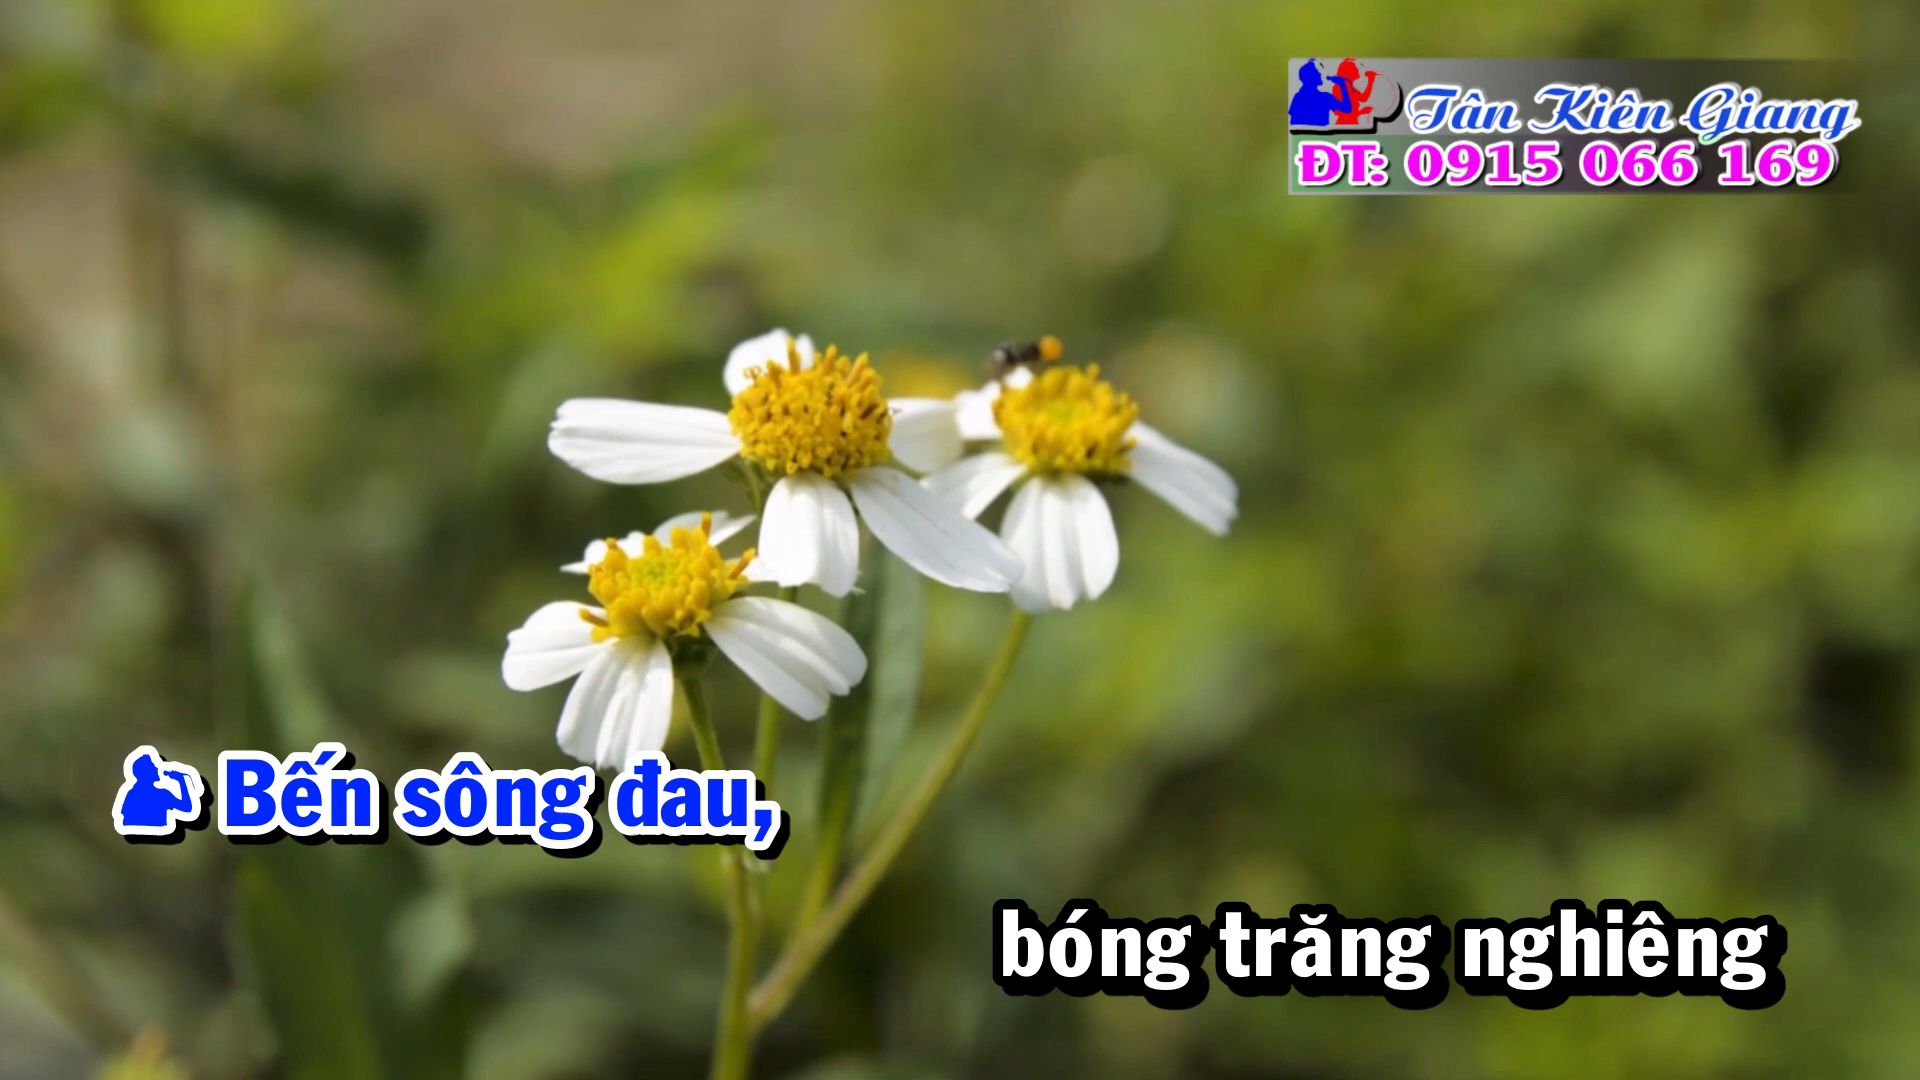 Tân Kiên Giang
ĐT: 0915 066 169
Bến sông đau,
bóng trăng nghiêng